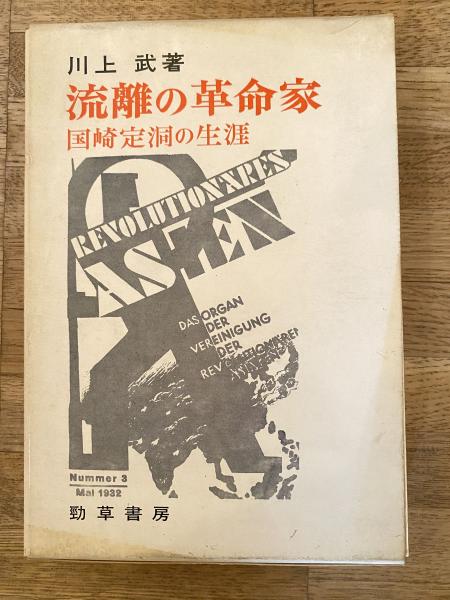 川上 武著
流離の革命家
国崎定洞の生涯
REVOLUTIONÄRES
ASIEN
DAS ORGAN
DER
VEREINIGUNG
DER
REVOLUTIONÄREN
Nummer 3
Mai 1932
勁草書房